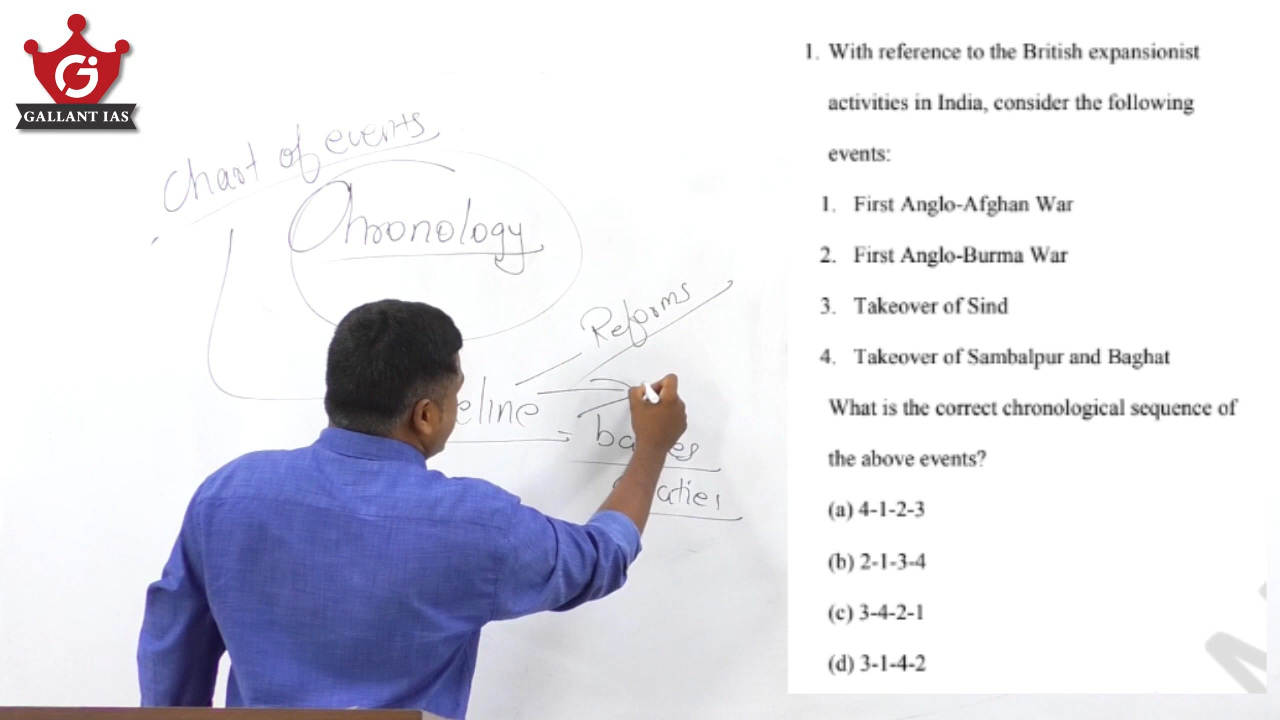 GALLANT IAS
Chart of events
Chronology
Reforms
eline
1. With reference to the British expansionist
activities in India, consider the following
events:
1. First Anglo-Afghan War
2. First Anglo-Burma War
3. Takeover of Sind
4. Takeover of Sambalpur and Baghat
What is the correct chronological sequence of
the above events?
(a) 4-1-2-3
(b) 2-1-3-4
(c) 3-4-2-1
(d) 3-1-4-2